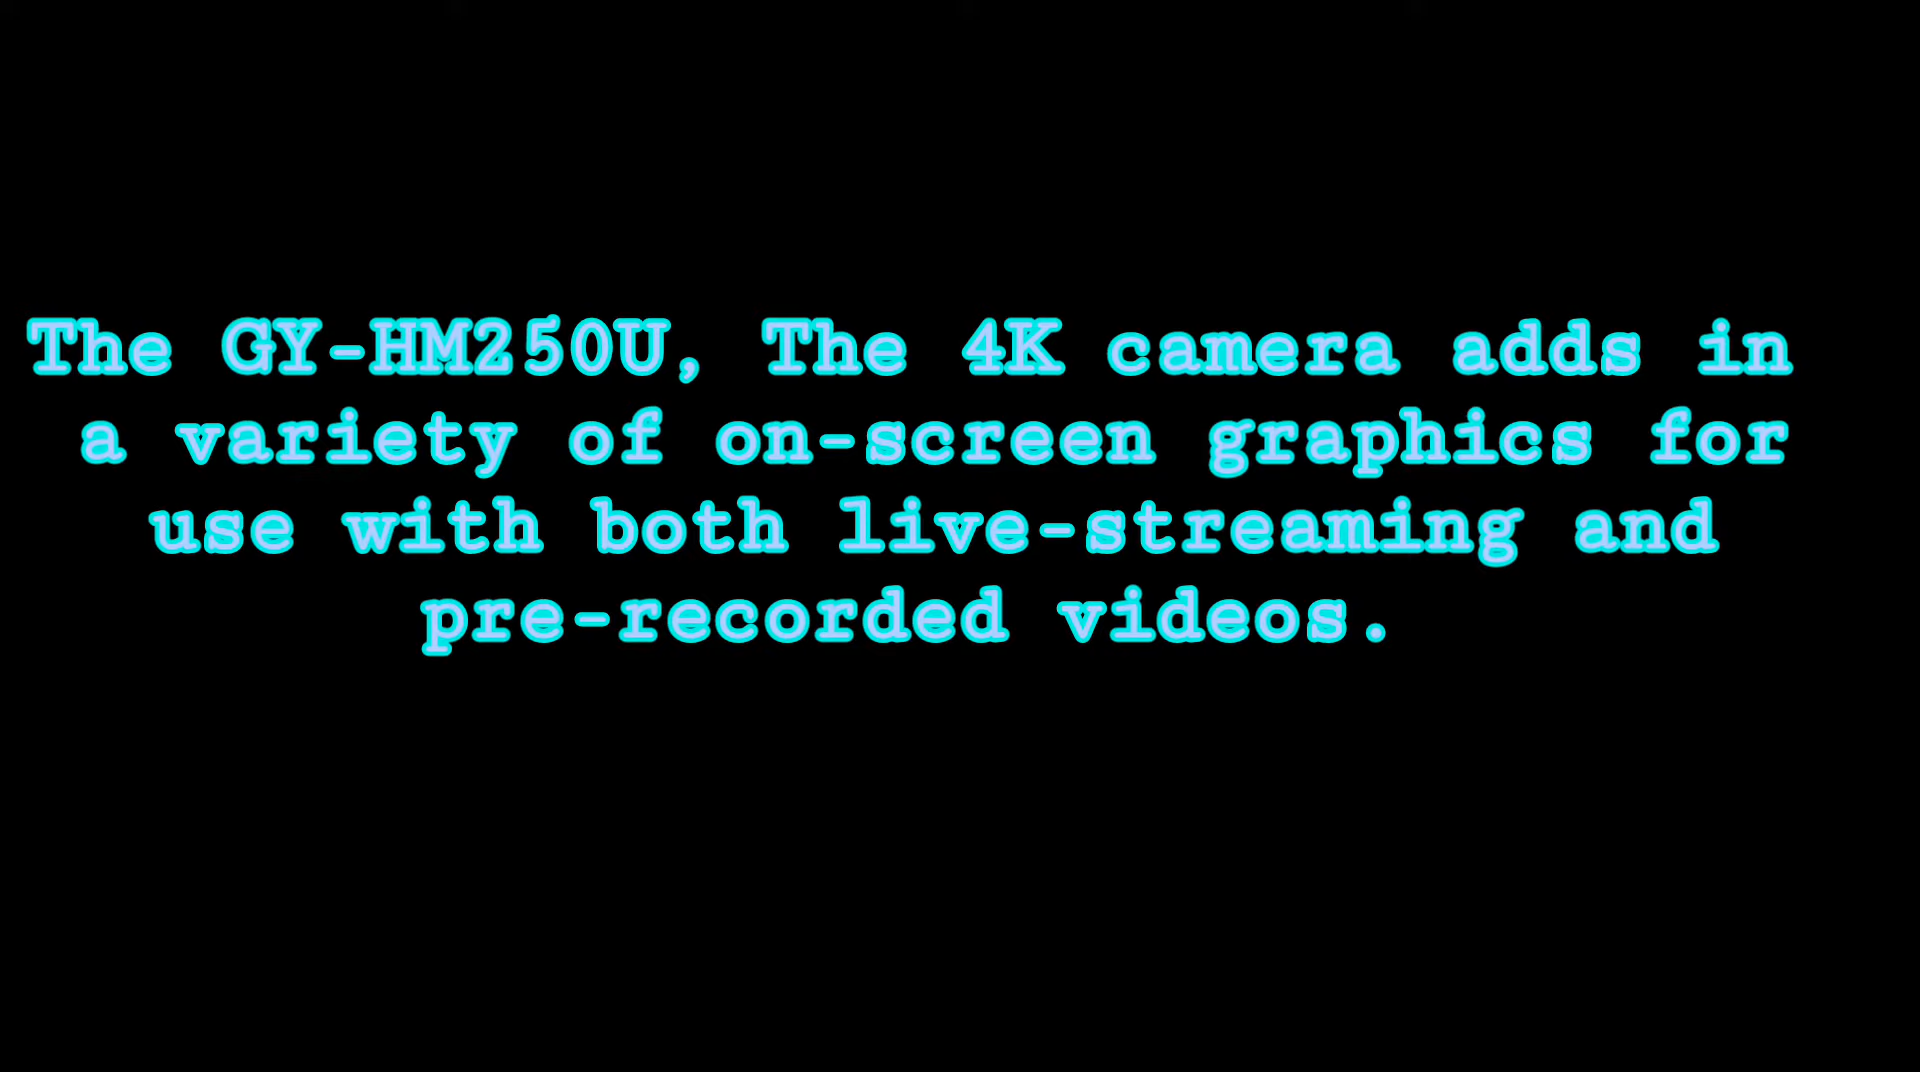 The GY-HM250U, The 4K camera adds in
a variety of on-screen graphics for
use with both live-streaming and
pre-recorded videos.